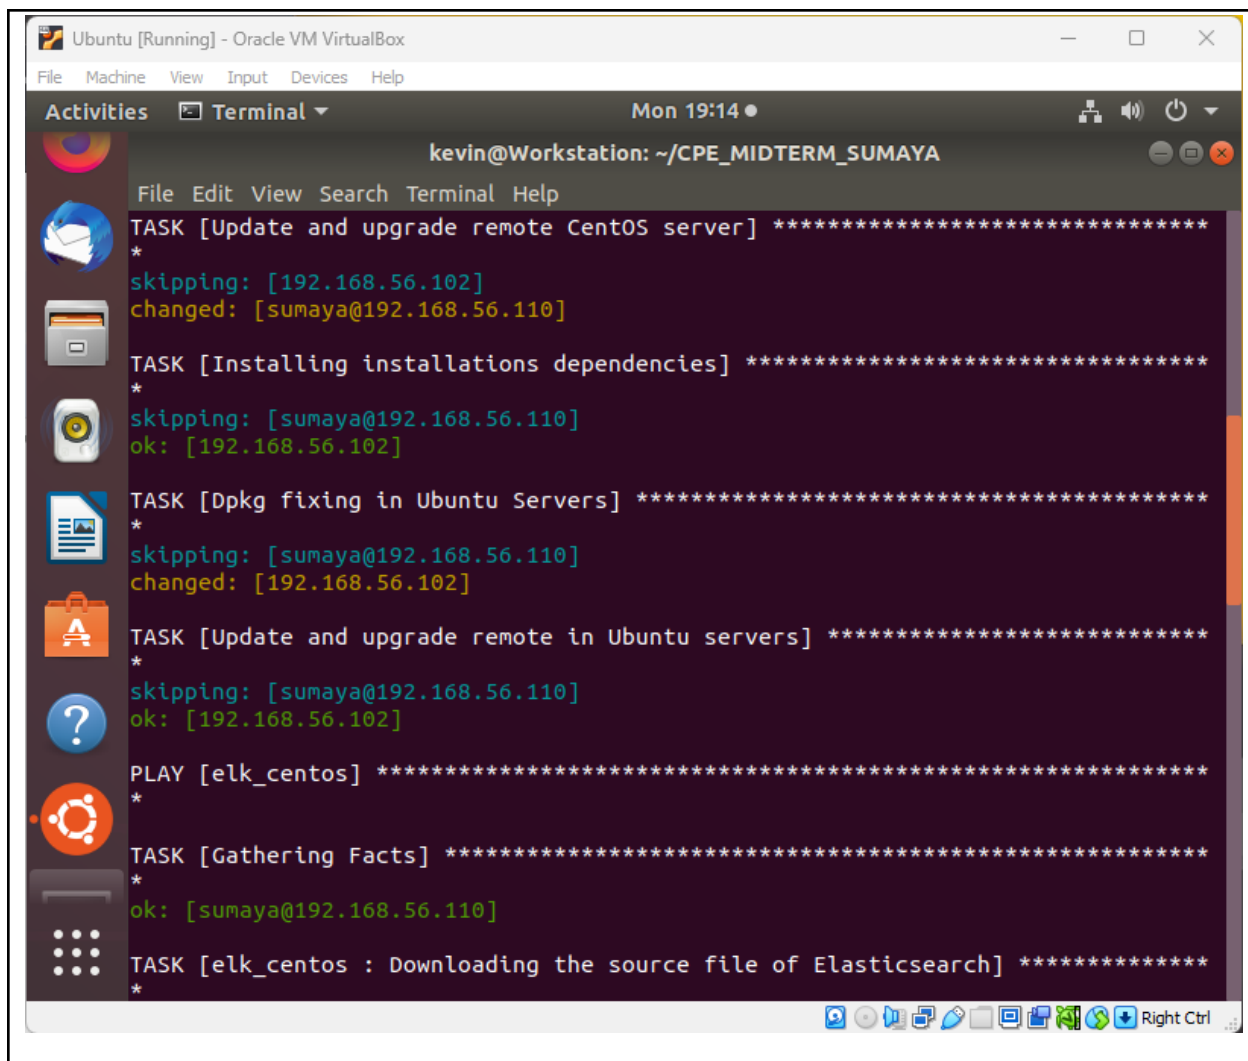 Ubuntu [Running] - Oracle VM VirtualBox
File Machine View Input Devices Help
Activities Terminal Mon 19:14
kevin@Workstation: ~/CPE_MIDTERM_SUMAYA
File Edit View Search Terminal Help
TASK [Update and upgrade remote CentOS server] ********************************
*
skipping: [192.168.56.102]
changed: [sumaya@192.168.56.110]
TASK [Installing installations dependencies] **********************************
*
skipping: [sumaya@192.168.56.110]
ok: [192.168.56.102]
TASK [Dpkg fixing in Ubuntu Servers] ******************************************
*
skipping: [sumaya@192.168.56.110]
changed: [192.168.56.102]
TASK [Update and upgrade remote in Ubuntu servers] ****************************
*
skipping: [sumaya@192.168.56.110]
ok: [192.168.56.102]
PLAY [elk_centos] *************************************************************
*
TASK [Gathering Facts] ********************************************************
*
ok: [sumaya@192.168.56.110]
TASK [elk_centos : Downloading the source file of Elasticsearch] **************
*
Right Ctrl